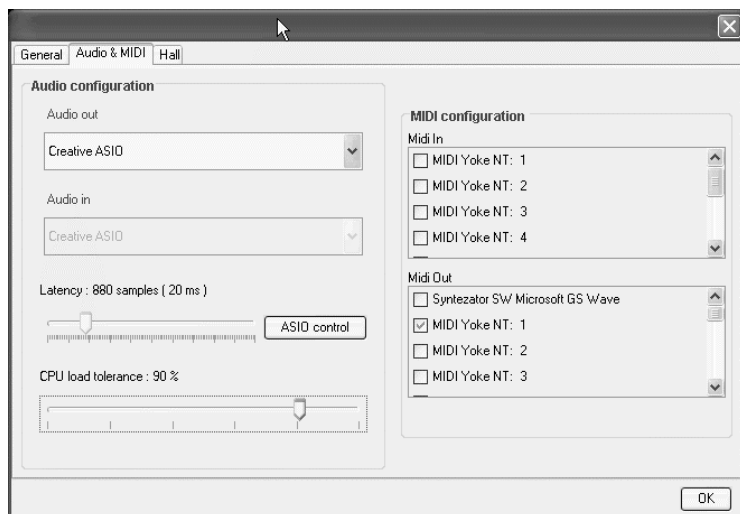 General
Audio & MIDI
Hall
Audio configuration
Audio out
Creative ASIO
Audio in
Creative ASIO
Latency : 880 samples ( 20 ms )
ASIO control
CPU load tolerance : 90 %
MIDI configuration
Midi In
MIDI Yoke NT: 1
MIDI Yoke NT: 2
MIDI Yoke NT: 3
MIDI Yoke NT: 4
Midi Out
Syntezator SW Microsoft GS Wave
MIDI Yoke NT: 1
MIDI Yoke NT: 2
MIDI Yoke NT: 3
OK